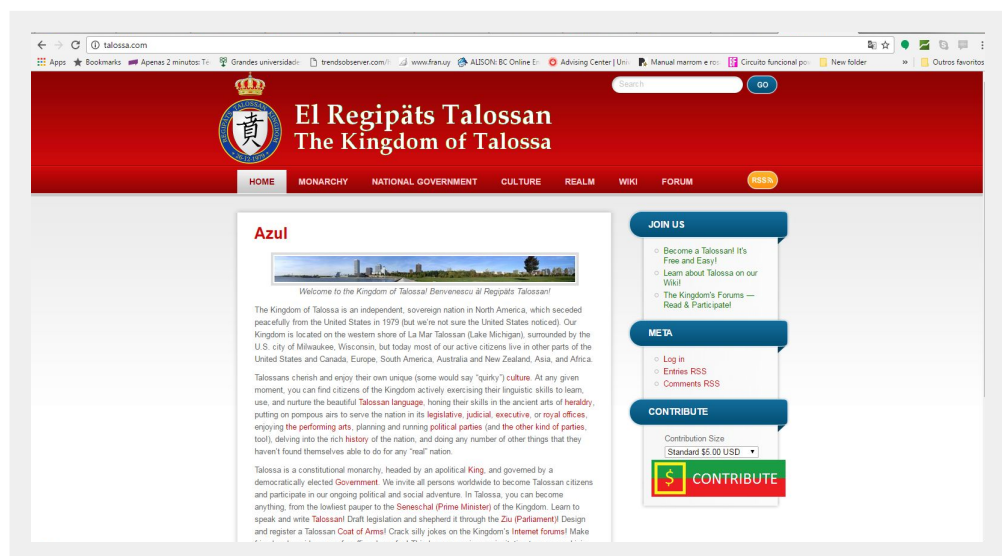 talossa.com
Apps Bookmarks Apenas 2 minutos: Te Grandes universidade trendsobserver.com/ www.fran.uy ALISON: BC Online En Advising Center | Uni Manual marrom e ros Circuito funcional po New folder » Outros favoritos
Search GO
El Regipäts Talossan
The Kingdom of Talossa
REGIPÄTS TALOSSAN KINGDOM
賁
26-12-1979
HOME MONARCHY NATIONAL GOVERNMENT CULTURE REALM WIKI FORUM RSS
Azul
Welcome to the Kingdom of Talossa! Benvenescu àl Regipäts Talossan!
The Kingdom of Talossa is an independent, sovereign nation in North America, which seceded
peacefully from the United States in 1979 (but we're not sure the United States noticed). Our
Kingdom is located on the western shore of La Mar Talossan (Lake Michigan), surrounded by the
U.S. city of Milwaukee, Wisconsin, but today most of our active citizens live in other parts of the
United States and Canada, Europe, South America, Australia and New Zealand, Asia, and Africa.
Talossans cherish and enjoy their own unique (some would say "quirky") culture. At any given
moment, you can find citizens of the Kingdom actively exercising their linguistic skills to learn,
use, and nurture the beautiful Talossan language, honing their skills in the ancient arts of heraldry,
putting on pompous airs to serve the nation in its legislative, judicial, executive, or royal offices,
enjoying the performing arts, planning and running political parties (and the other kind of parties,
too!), delving into the rich history of the nation, and doing any number of other things that they
haven't found themselves able to do for any "real" nation.
Talossa is a constitutional monarchy, headed by an apolitical King, and governed by a
democratically elected Government. We invite all persons worldwide to become Talossan citizens
and participate in our ongoing political and social adventure. In Talossa, you can become
anything, from the lowliest pauper to the Seneschal (Prime Minister) of the Kingdom. Learn to
speak and write Talossan! Draft legislation and shepherd it through the Ziu (Parliament)! Design
and register a Talossan Coat of Arms! Crack silly jokes on the Kingdom's Internet forums! Make
JOIN US
Become a Talossan! It's
Free and Easy!
Learn about Talossa on our
Wiki!
The Kingdom's Forums —
Read & Participate!
META
Log in
Entries RSS
Comments RSS
CONTRIBUTE
Contribution Size
Standard $5.00 USD
$ CONTRIBUTE